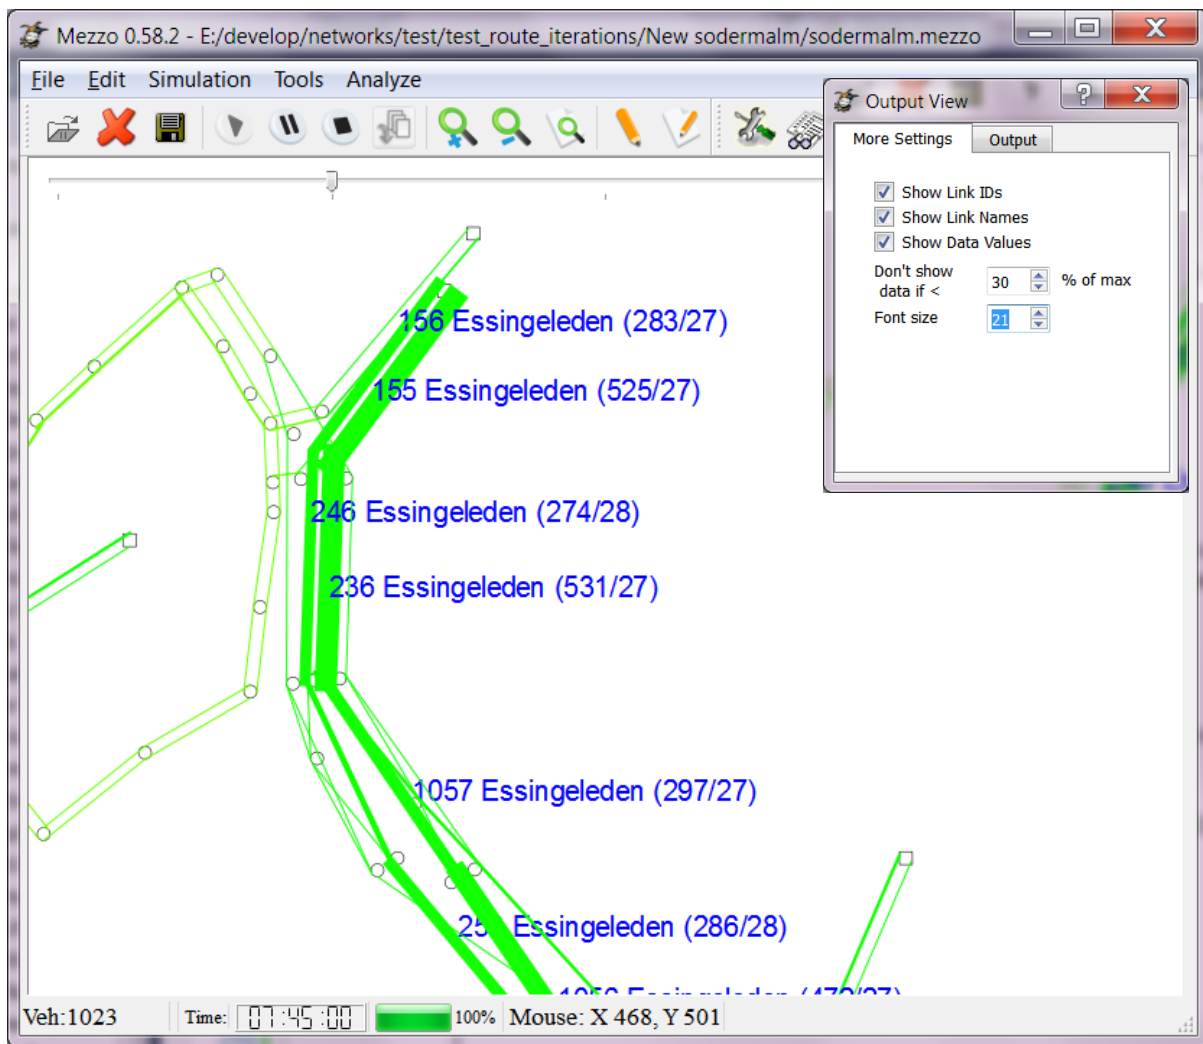 Mezzo 0.58.2 - E:/develop/networks/test/test_route_iterations/New sodermalm/sodermalm.mezzo
File Edit Simulation Tools Analyze
Output View
More Settings Output
Show Link IDs
Show Link Names
Show Data Values
Don't show
data if <
30
% of max
Font size
21
156 Essingeleden (283/27)
155 Essingeleden (525/27)
246 Essingeleden (274/28)
236 Essingeleden (531/27)
1057 Essingeleden (297/27)
Essingeleden (286/28)
Essingeleden
Veh:1023
Time:
07:45:00
100%
Mouse: X 468, Y 501